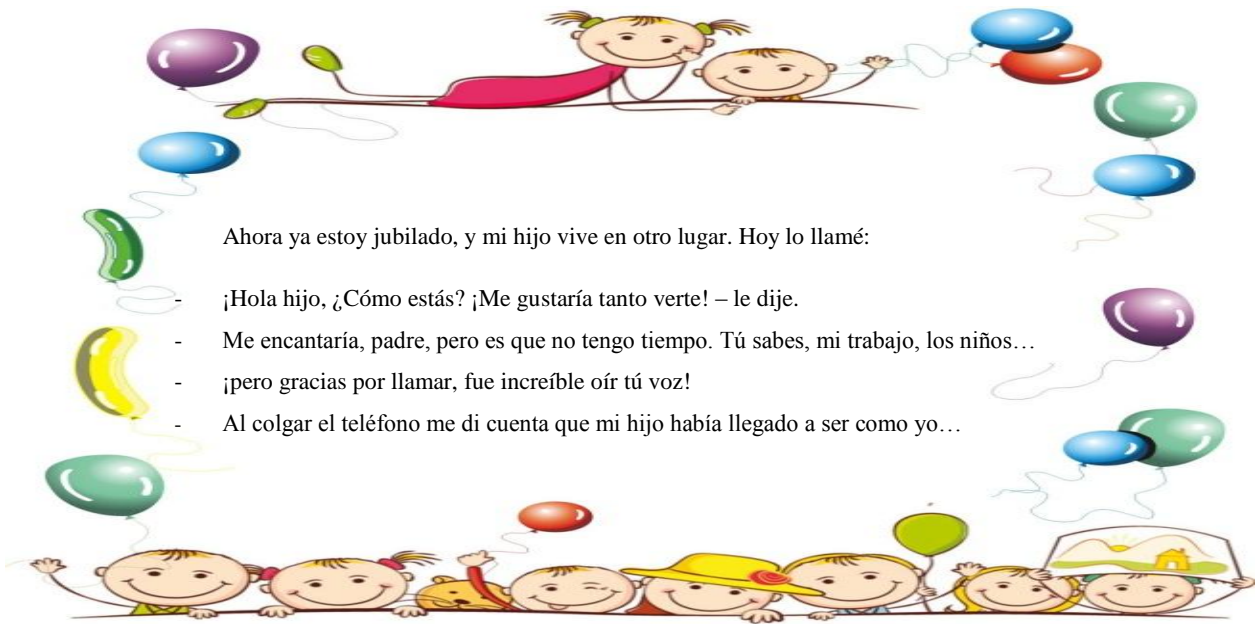 Ahora ya estoy jubilado, y mi hijo vive en otro lugar. Hoy lo llamé:
- ¡Hola hijo, ¿Cómo estás? ¡Me gustaría tanto verte! – le dije.
- Me encantaría, padre, pero es que no tengo tiempo. Tú sabes, mi trabajo, los niños…
- ¡pero gracias por llamar, fue increíble oír tú voz!
- Al colgar el teléfono me di cuenta que mi hijo había llegado a ser como yo…